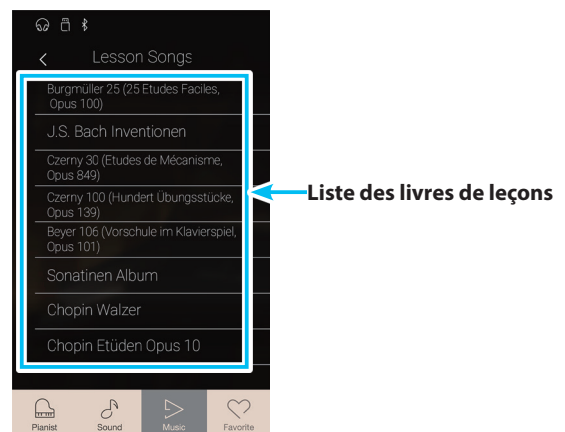 Lesson Songs
Burgmüller 25 (25 Etudes Faciles,
Opus 100)
J.S. Bach Inventionen
Czerny 30 (Etudes de Mécanisme,
Opus 849)
Czerny 100 (Hundert Übungsstücke,
Opus 139)
Beyer 106 (Vorschule im Klavierspiel,
Opus 101)
Sonatinen Album
Chopin Walzer
Chopin Etüden Opus 10
Liste des livres de leçons
Pianist Sound Music Favorite